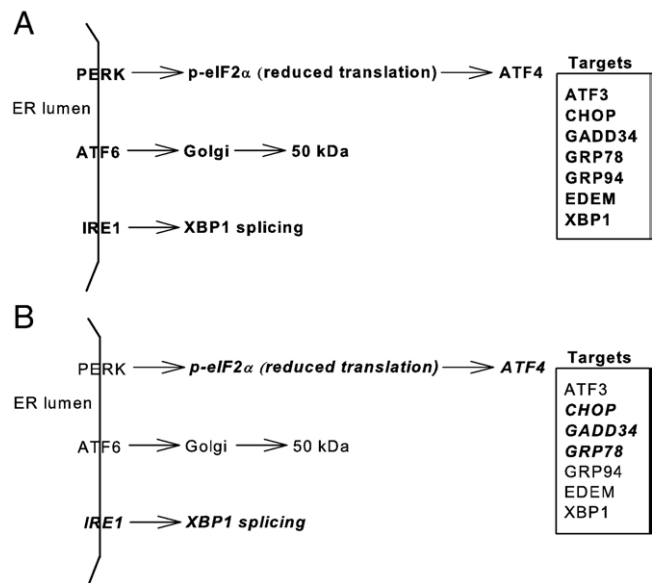 A
PERK p-eIF2α (reduced translation) ATF4
Targets
ER lumen
ATF3
CHOP
GADD34
GRP78
GRP94
EDEM
XBP1
ATF6 Golgi 50 kDa
IRE1 XBP1 splicing
B
PERK p-eIF2α (reduced translation) ATF4
Targets
ER lumen
ATF3
CHOP
GADD34
GRP78
GRP94
EDEM
XBP1
ATF6 Golgi 50 kDa
IRE1 XBP1 splicing